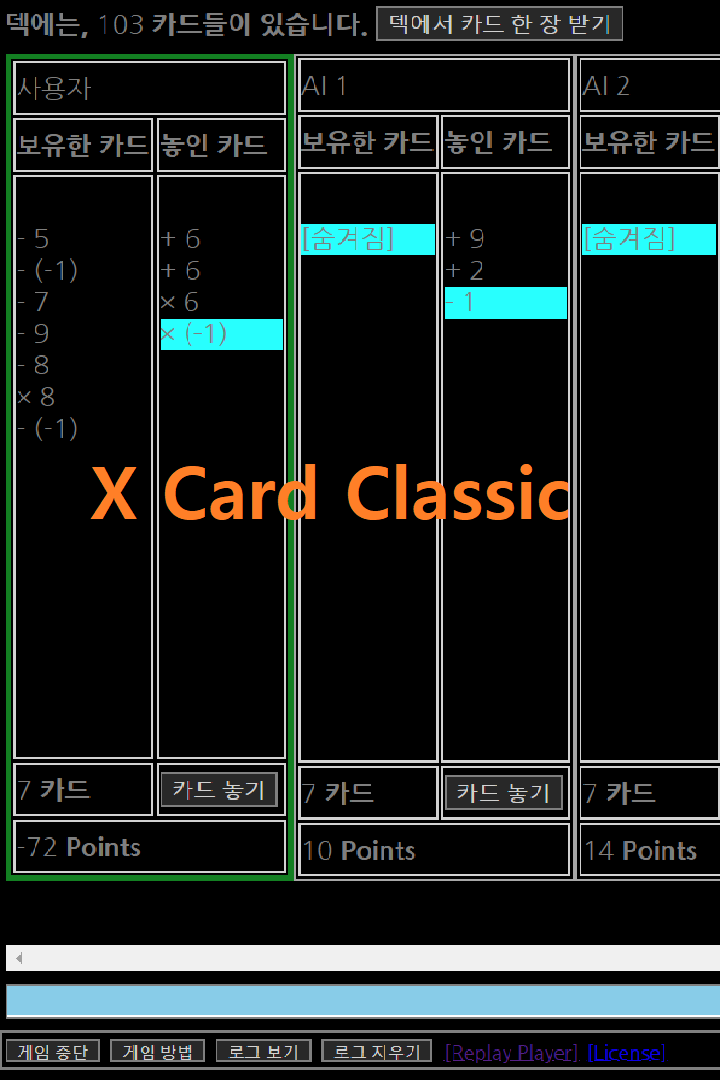 덱에는, 103 카드들이 있습니다. 덱에서 카드 한 장 받기
사용자
보유한 카드 놓인 카드
- 5
- (-1)
- 7
- 9
- 8
× 8
- (-1)
+ 6
+ 6
× 6
× (-1)
7 카드 카드 놓기
-72 Points
AI 1
보유한 카드 놓인 카드
[숨겨짐]
+ 9
+ 2
- 1
7 카드 카드 놓기
10 Points
AI 2
보유한 카드
[숨겨짐]
7 카드
14 Points
X Card Classic
게임 중단 게임 방법 로그 보기 로그 지우기 [Replay Player] [License]